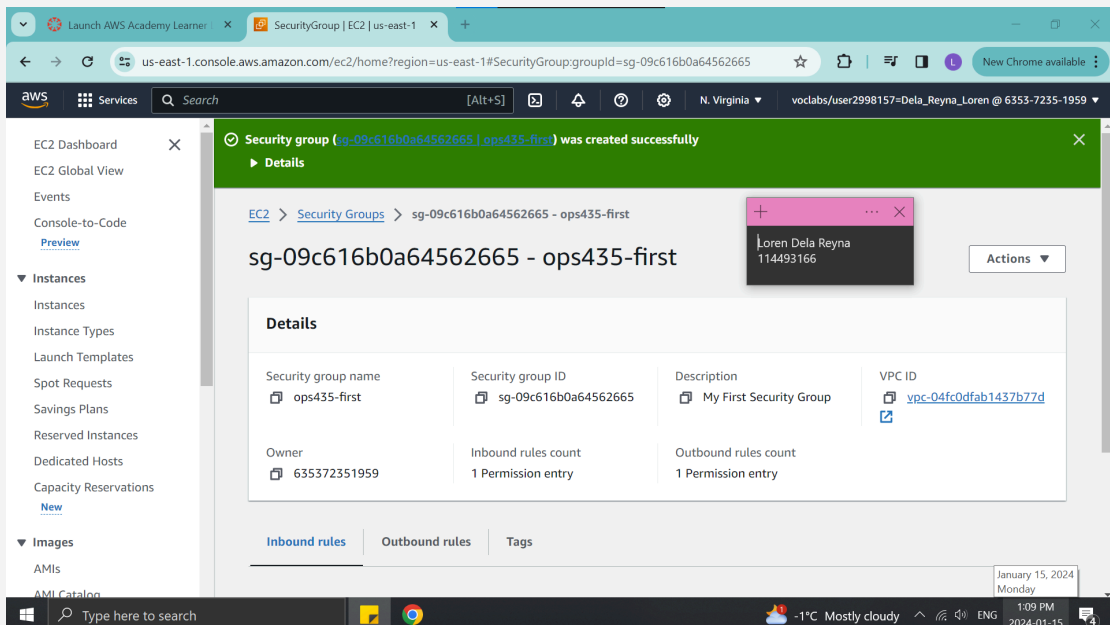 Launch AWS Academy Learner
SecurityGroup | EC2 | us-east-1
us-east-1.console.aws.amazon.com/ec2/home?region=us-east-1#SecurityGroup:groupId=sg-09c616b0a64562665
L
New Chrome available
aws
Services
Search
[Alt+S]
N. Virginia
voclabs/user2998157=Dela_Reyna_Loren @ 6353-7235-1959
EC2 Dashboard
EC2 Global View
Events
Console-to-Code
Preview
Instances
Instances
Instance Types
Launch Templates
Spot Requests
Savings Plans
Reserved Instances
Dedicated Hosts
Capacity Reservations
New
Images
AMIs
AMI Catalog
Security group (sg-09c616b0a64562665 | ops435-first) was created successfully
Details
EC2 > Security Groups > sg-09c616b0a64562665 - ops435-first
sg-09c616b0a64562665 - ops435-first
Loren Dela Reyna
114493166
Actions
Details
Security group name
ops435-first
Security group ID
sg-09c616b0a64562665
Description
My First Security Group
VPC ID
vpc-04fc0dfab1437b77d
Owner
635372351959
Inbound rules count
1 Permission entry
Outbound rules count
1 Permission entry
Inbound rules
Outbound rules
Tags
January 15, 2024
Monday
Type here to search
1
-1°C Mostly cloudy
ENG
1:09 PM
2024-01-15
4